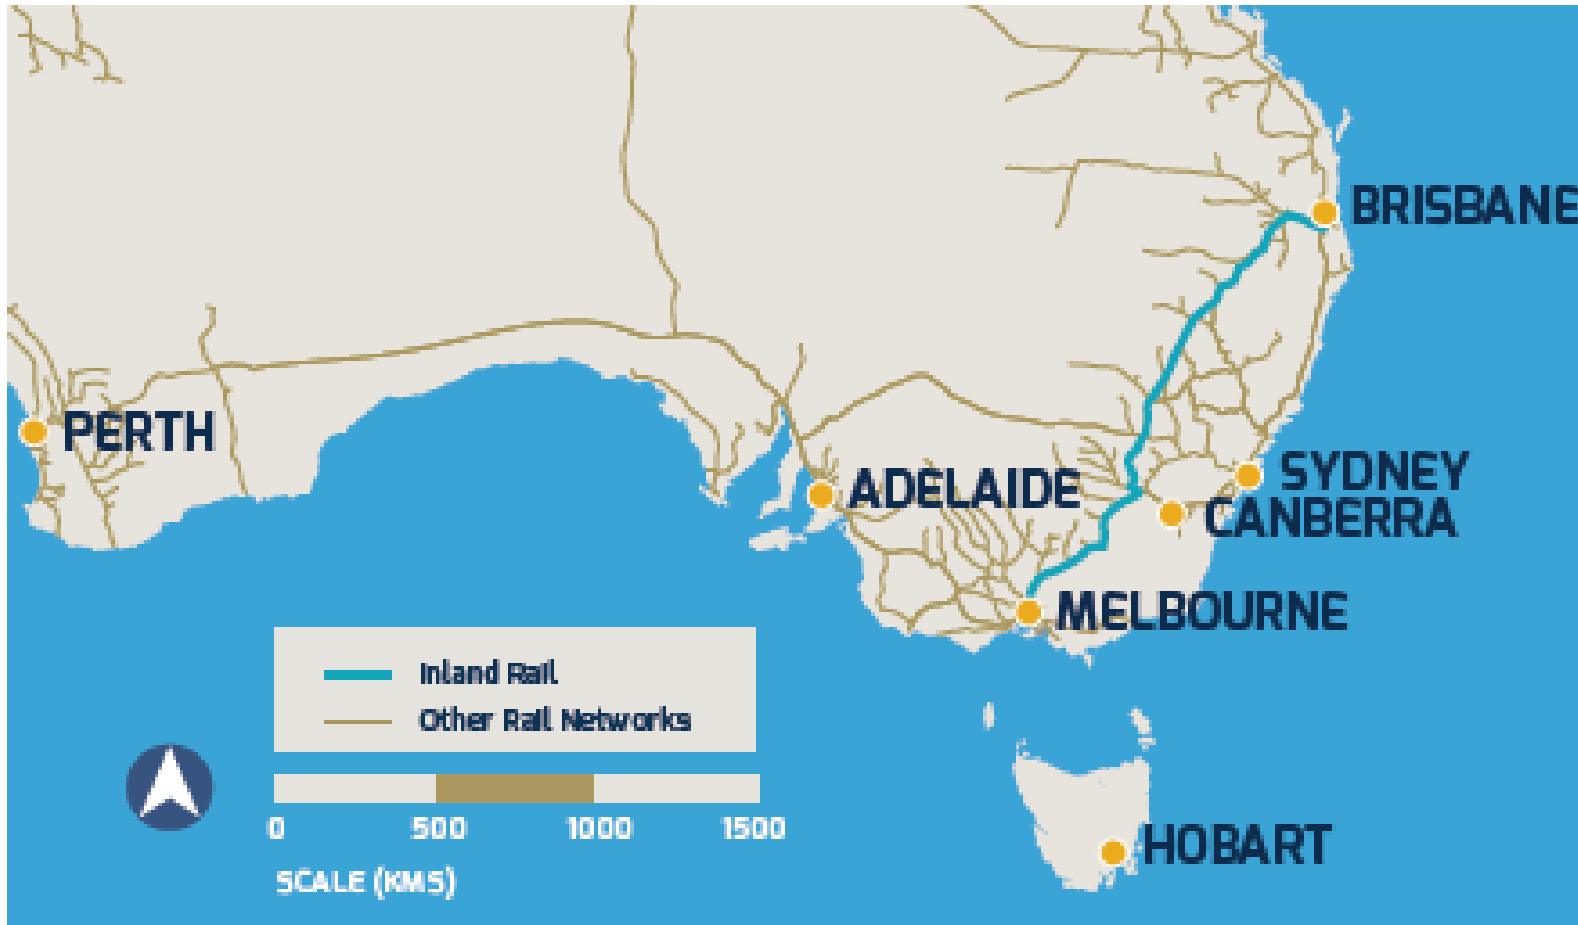 BRISBANE
PERTH
ADELAIDE
SYDNEY
CANBERRA
MELBOURNE
Inland Rail
Other Rail Networks
0 500 1000 1500
SCALE (KMS)
HOBART